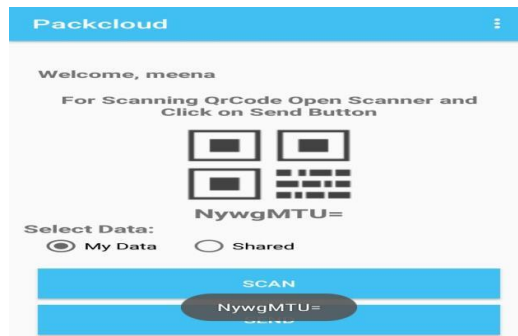 Packcloud
Welcome, meena
For Scanning QrCode Open Scanner and
Click on Send Button
NywgMTU=
Select Data:
My Data Shared
SCAN
NywgMTU=
SEND